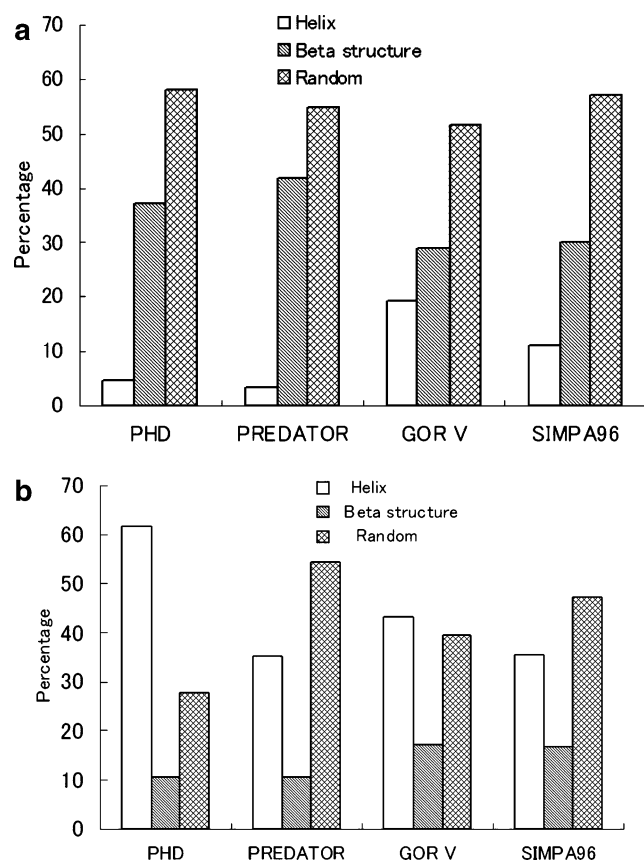 a
Helix
Beta structure
Random
Percentage
70
60
50
40
30
20
10
0
PHD PREDATOR GOR V SIMPA96
b
Helix
Beta structure
Random
Percentage
70
60
50
40
30
20
10
0
PHD PREDATOR GOR V SIMPA96